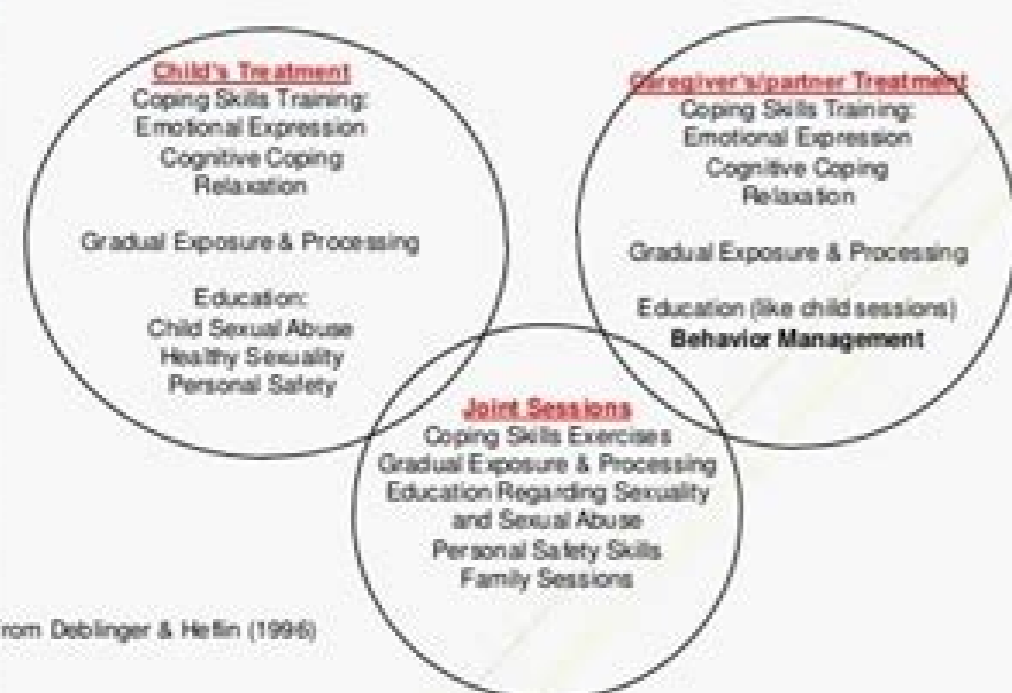 Child's Treatment
Coping Skills Training:
Emotional Expression
Cognitive Coping
Relaxation
Gradual Exposure & Processing
Education:
Child Sexual Abuse
Healthy Sexuality
Personal Safety
Caregiver's/partner Treatment
Coping Skills Training:
Emotional Expression
Cognitive Coping
Relaxation
Gradual Exposure & Processing
Education (like child sessions)
Behavior Management
Joint Sessions
Coping Skills Exercises
Gradual Exposure & Processing
Education Regarding Sexuality
and Sexual Abuse
Personal Safety Skills
Family Sessions
rom Deblinger & Heflin (1996)